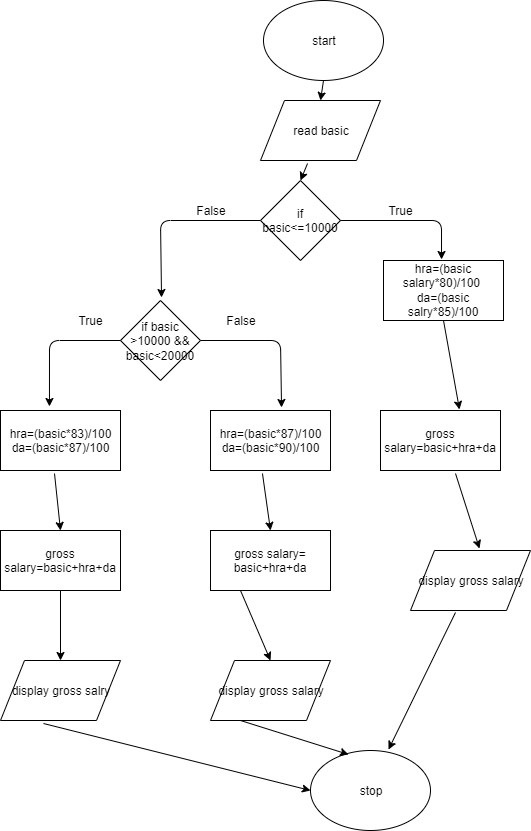 start
read basic
if
basic<=10000
False
True
hra=(basic
salary*80)/100
da=(basic
salry*85)/100
if basic
>10000 &&
basic<20000
True
False
hra=(basic*83)/100
da=(basic*87)/100
hra=(basic*87)/100
da=(basic*90)/100
gross
salary=basic+hra+da
gross
salary=basic+hra+da
gross salary=
basic+hra+da
display gross salary
display gross salry
display gross salary
stop